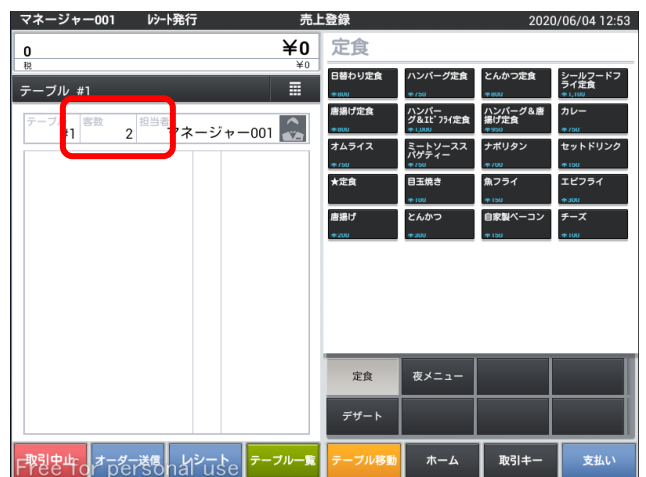 マネージャー001 ﾚｼｰﾄ発行 売上登録 2020/06/04 12:53
0 ¥0
税 ¥0
テーブル #1
テーブル 客数 担当者
#1 2 マネージャー001
定食
日替わり定食 ハンバーグ定食 とんかつ定食 シールフードフライ定食
¥800 ¥750 ¥800 ¥1,100
唐揚げ定食 ハンバーグ&ｴﾋﾞﾌﾗｲ定食 ハンバーグ&唐揚げ定食 カレー
¥800 ¥1,000 ¥950 ¥750
オムライス ミートソーススパゲティー ナポリタン セットドリンク
¥750 ¥750 ¥700 ¥150
★定食 目玉焼き 魚フライ エビフライ
¥100 ¥150 ¥300
唐揚げ とんかつ 自家製ベーコン チーズ
¥200 ¥300 ¥150 ¥100
定食 夜メニュー
デザート
取引中止 オーダー送信 レシート テーブル一覧 テーブル移動 ホーム 取引キー 支払い
Free for personal use